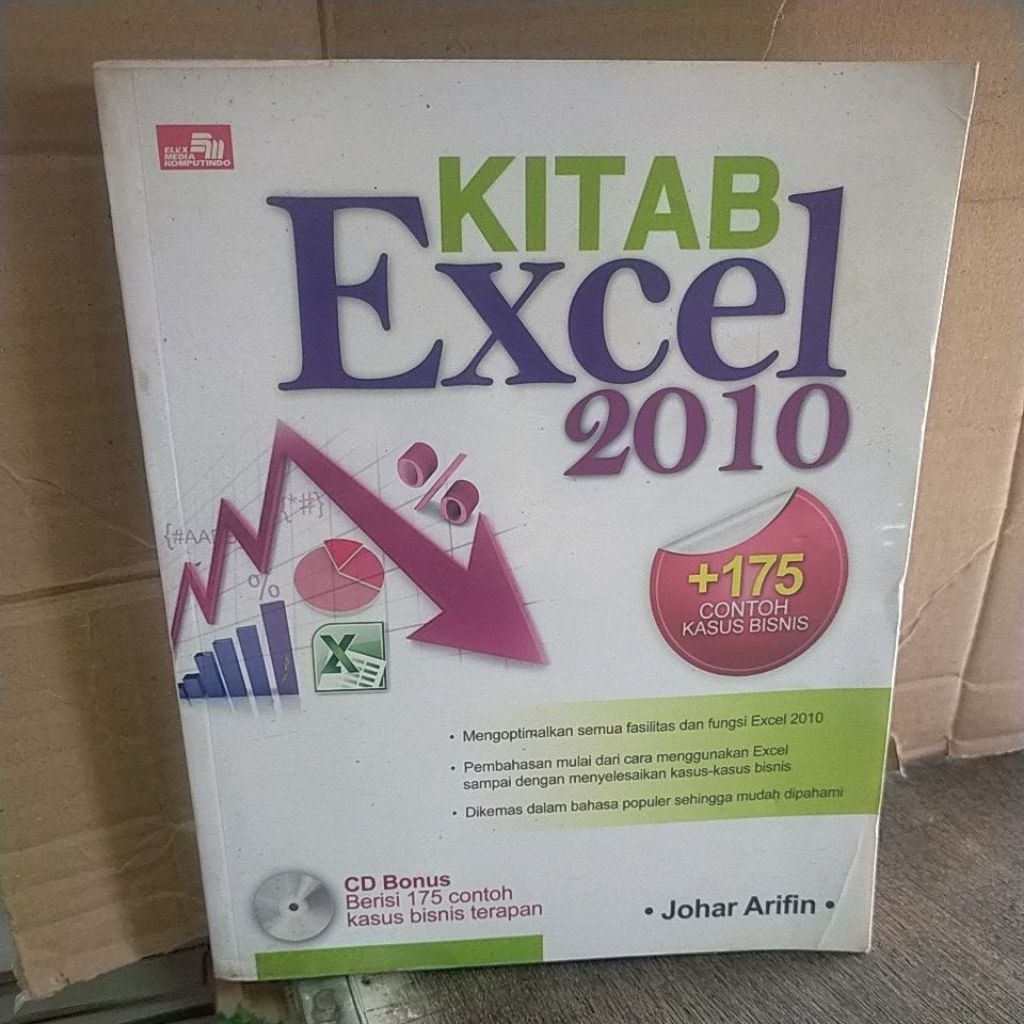 ELEX
MEDIA
KOMPUTINDO
KITAB
Excel
2010
{*#}
{#AA
%
%
+175
CONTOH
KASUS BISNIS
• Mengoptimalkan semua fasilitas dan fungsi Excel 2010
• Pembahasan mulai dari cara menggunakan Excel
sampai dengan menyelesaikan kasus-kasus bisnis
• Dikemas dalam bahasa populer sehingga mudah dipahami
CD Bonus
Berisi 175 contoh
kasus bisnis terapan
• Johar Arifin •